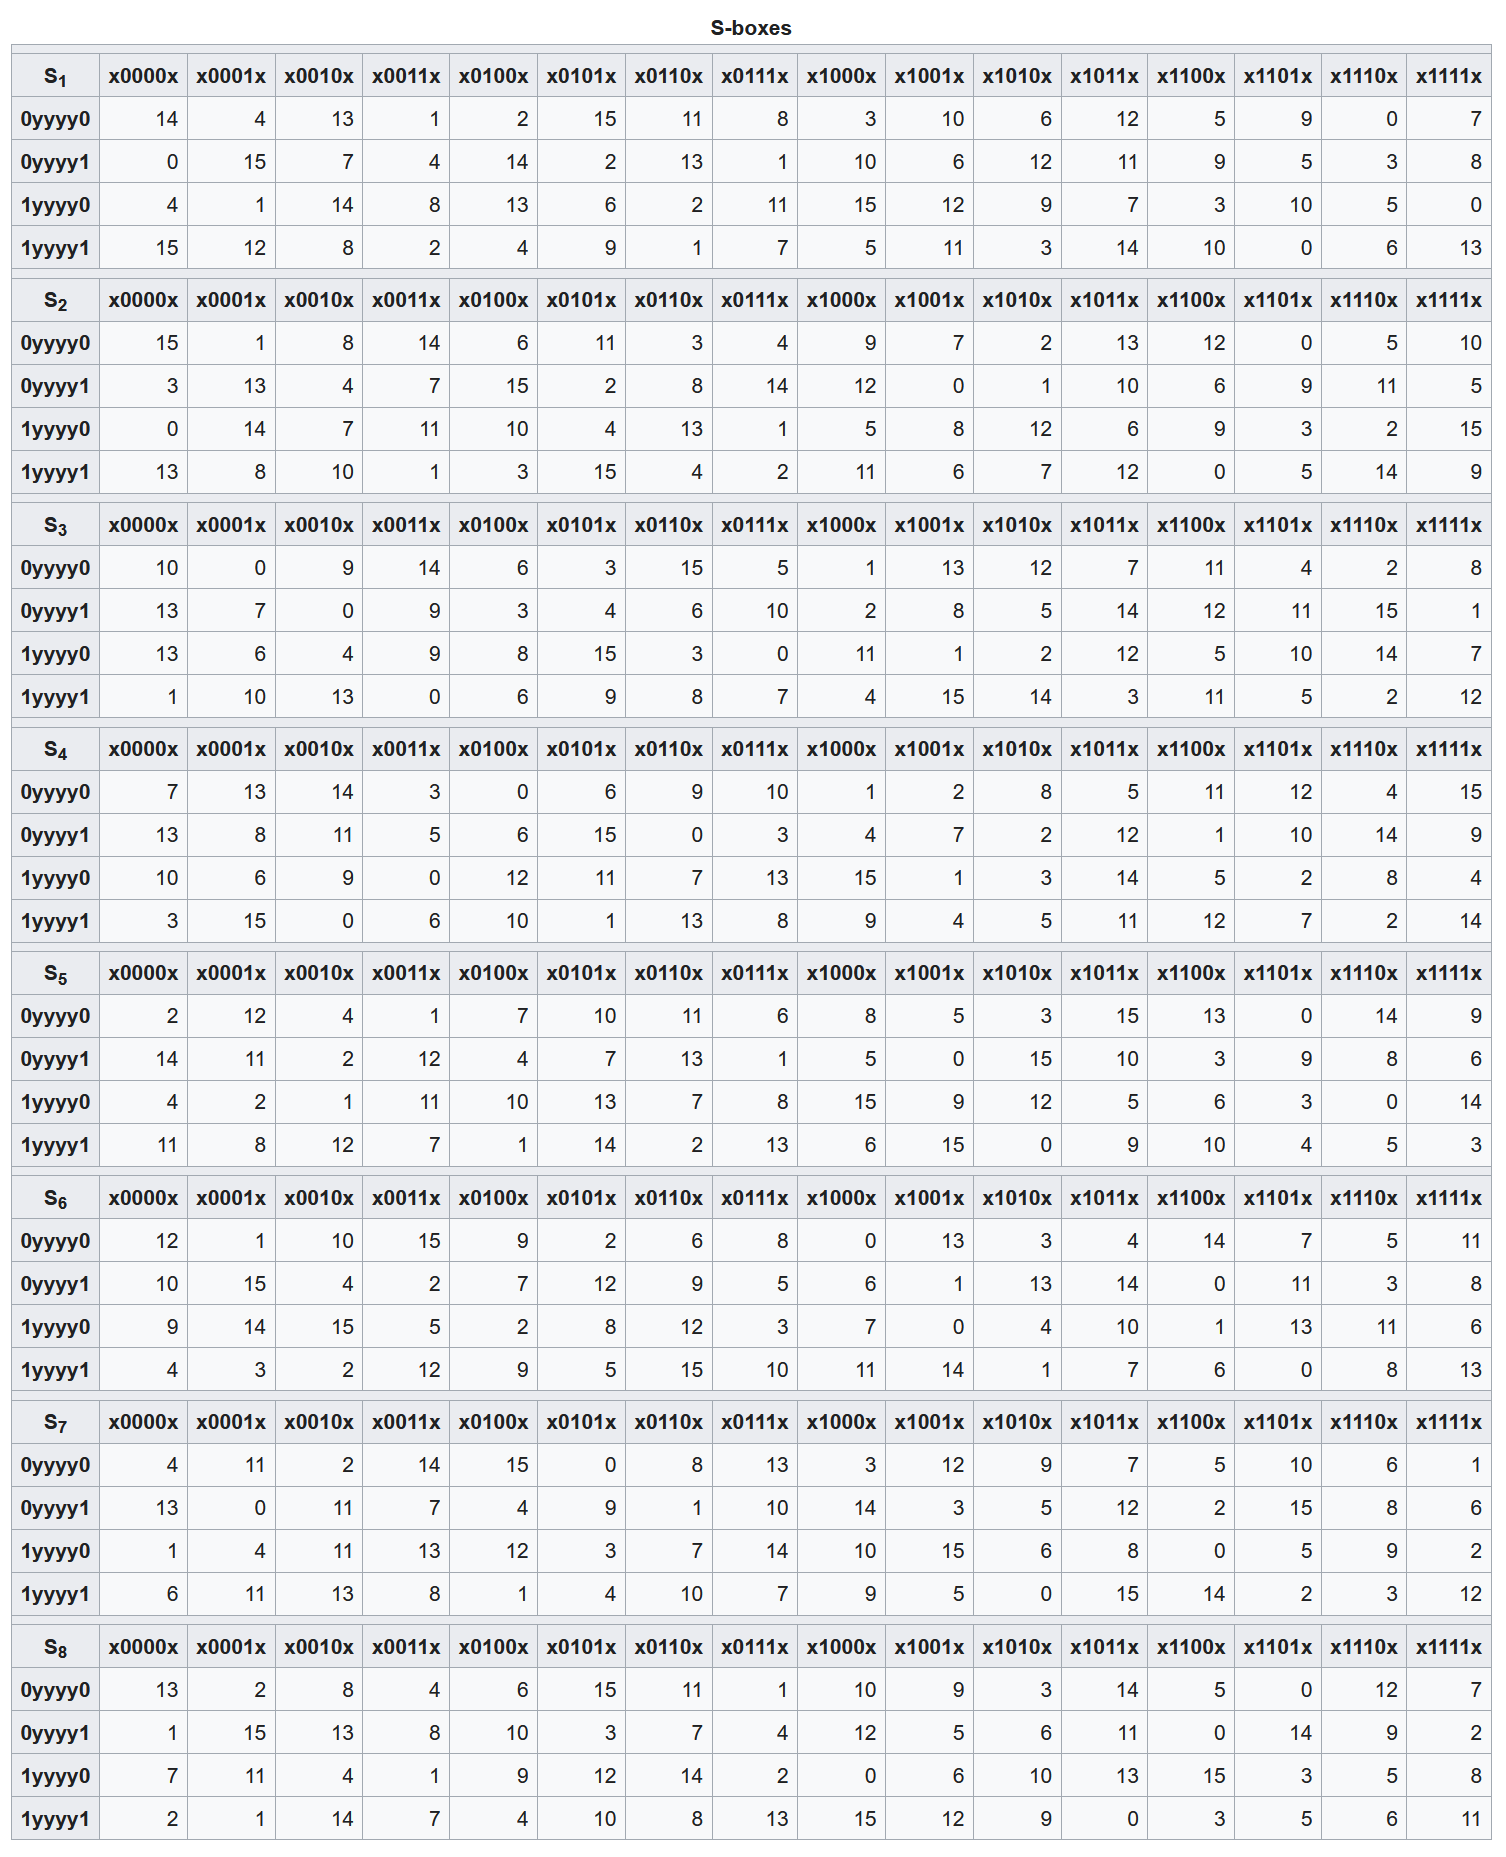 S-boxes
S1 x0000x x0001x x0010x x0011x x0100x x0101x x0110x x0111x x1000x x1001x x1010x x1011x x1100x x1101x x1110x x1111x
0yyyy0 14 4 13 1 2 15 11 8 3 10 6 12 5 9 0 7
0yyyy1 0 15 7 4 14 2 13 1 10 6 12 11 9 5 3 8
1yyyy0 4 1 14 8 13 6 2 11 15 12 9 7 3 10 5 0
1yyyy1 15 12 8 2 4 9 1 7 5 11 3 14 10 0 6 13
S2 x0000x x0001x x0010x x0011x x0100x x0101x x0110x x0111x x1000x x1001x x1010x x1011x x1100x x1101x x1110x x1111x
0yyyy0 15 1 8 14 6 11 3 4 9 7 2 13 12 0 5 10
0yyyy1 3 13 4 7 15 2 8 14 12 0 1 10 6 9 11 5
1yyyy0 0 14 7 11 10 4 13 1 5 8 12 6 9 3 2 15
1yyyy1 13 8 10 1 3 15 4 2 11 6 7 12 0 5 14 9
S3 x0000x x0001x x0010x x0011x x0100x x0101x x0110x x0111x x1000x x1001x x1010x x1011x x1100x x1101x x1110x x1111x
0yyyy0 10 0 9 14 6 3 15 5 1 13 12 7 11 4 2 8
0yyyy1 13 7 0 9 3 4 6 10 2 8 5 14 12 11 15 1
1yyyy0 13 6 4 9 8 15 3 0 11 1 2 12 5 10 14 7
1yyyy1 1 10 13 0 6 9 8 7 4 15 14 3 11 5 2 12
S4 x0000x x0001x x0010x x0011x x0100x x0101x x0110x x0111x x1000x x1001x x1010x x1011x x1100x x1101x x1110x x1111x
0yyyy0 7 13 14 3 0 6 9 10 1 2 8 5 11 12 4 15
0yyyy1 13 8 11 5 6 15 0 3 4 7 2 12 1 10 14 9
1yyyy0 10 6 9 0 12 11 7 13 15 1 3 14 5 2 8 4
1yyyy1 3 15 0 6 10 1 13 8 9 4 5 11 12 7 2 14
S5 x0000x x0001x x0010x x0011x x0100x x0101x x0110x x0111x x1000x x1001x x1010x x1011x x1100x x1101x x1110x x1111x
0yyyy0 2 12 4 1 7 10 11 6 8 5 3 15 13 0 14 9
0yyyy1 14 11 2 12 4 7 13 1 5 0 15 10 3 9 8 6
1yyyy0 4 2 1 11 10 13 7 8 15 9 12 5 6 3 0 14
1yyyy1 11 8 12 7 1 14 2 13 6 15 0 9 10 4 5 3
S6 x0000x x0001x x0010x x0011x x0100x x0101x x0110x x0111x x1000x x1001x x1010x x1011x x1100x x1101x x1110x x1111x
0yyyy0 12 1 10 15 9 2 6 8 0 13 3 4 14 7 5 11
0yyyy1 10 15 4 2 7 12 9 5 6 1 13 14 0 11 3 8
1yyyy0 9 14 15 5 2 8 12 3 7 0 4 10 1 13 11 6
1yyyy1 4 3 2 12 9 5 15 10 11 14 1 7 6 0 8 13
S7 x0000x x0001x x0010x x0011x x0100x x0101x x0110x x0111x x1000x x1001x x1010x x1011x x1100x x1101x x1110x x1111x
0yyyy0 4 11 2 14 15 0 8 13 3 12 9 7 5 10 6 1
0yyyy1 13 0 11 7 4 9 1 10 14 3 5 12 2 15 8 6
1yyyy0 1 4 11 13 12 3 7 14 10 15 6 8 0 5 9 2
1yyyy1 6 11 13 8 1 4 10 7 9 5 0 15 14 2 3 12
S8 x0000x x0001x x0010x x0011x x0100x x0101x x0110x x0111x x1000x x1001x x1010x x1011x x1100x x1101x x1110x x1111x
0yyyy0 13 2 8 4 6 15 11 1 10 9 3 14 5 0 12 7
0yyyy1 1 15 13 8 10 3 7 4 12 5 6 11 0 14 9 2
1yyyy0 7 11 4 1 9 12 14 2 0 6 10 13 15 3 5 8
1yyyy1 2 1 14 7 4 10 8 13 15 12 9 0 3 5 6 11